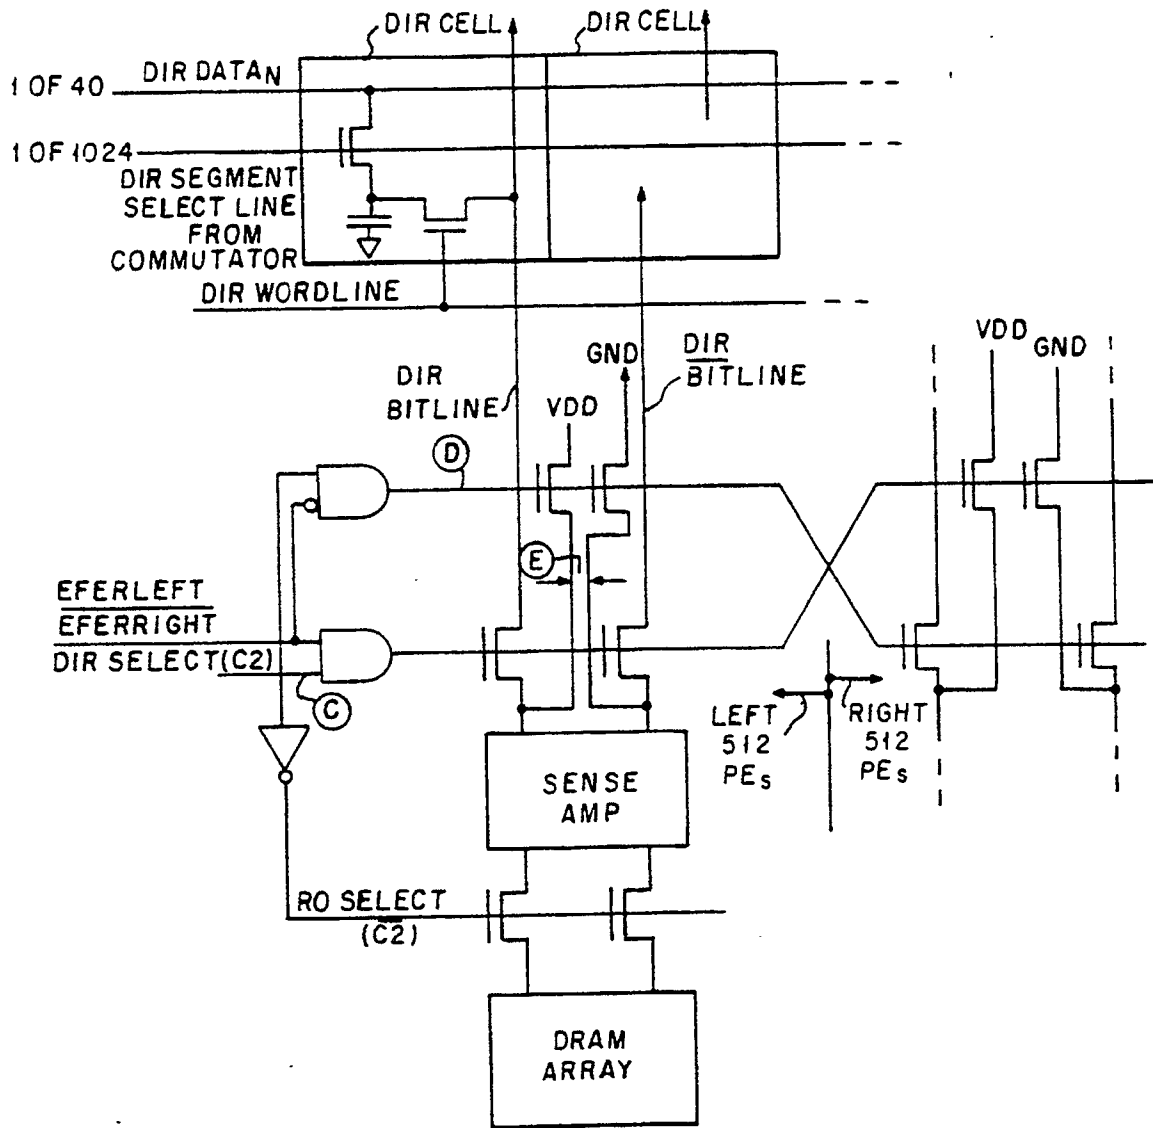 DIR CELL
DIR CELL
1 OF 40
DIR DATAN
1 OF 1024
DIR SEGMENT
SELECT LINE
FROM
COMMUTATOR
DIR WORDLINE
DIR
BITLINE
VDD
GND
DIR
BITLINE
VDD
GND
D
E
EFERLEFT
EFERRIGHT
DIR SELECT(C2)
C
LEFT
512
PEs
RIGHT
512
PEs
SENSE
AMP
RO SELECT
(C2)
DRAM
ARRAY